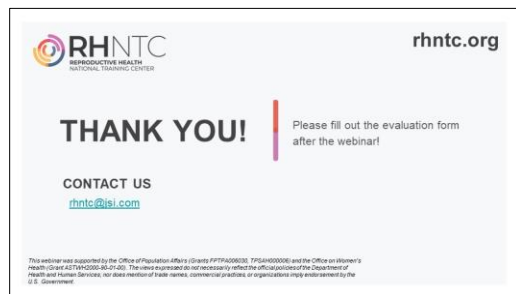 RHNTC
REPRODUCTIVE HEALTH
NATIONAL TRAINING CENTER
rhntc.org
THANK YOU!
Please fill out the evaluation form
after the webinar!
CONTACT US
rhntc@jsi.com
This webinar was supported by the Office of Population Affairs (Grants FPTPA006030, TPSAH000006) and the Office on Women's
Health (Grant ASTWH2000-90-01-00). The views expressed do not necessarily reflect the official policies of the Department of
Health and Human Services; nor does mention of trade names, commercial practices, or organizations imply endorsement by the
U.S. Government.